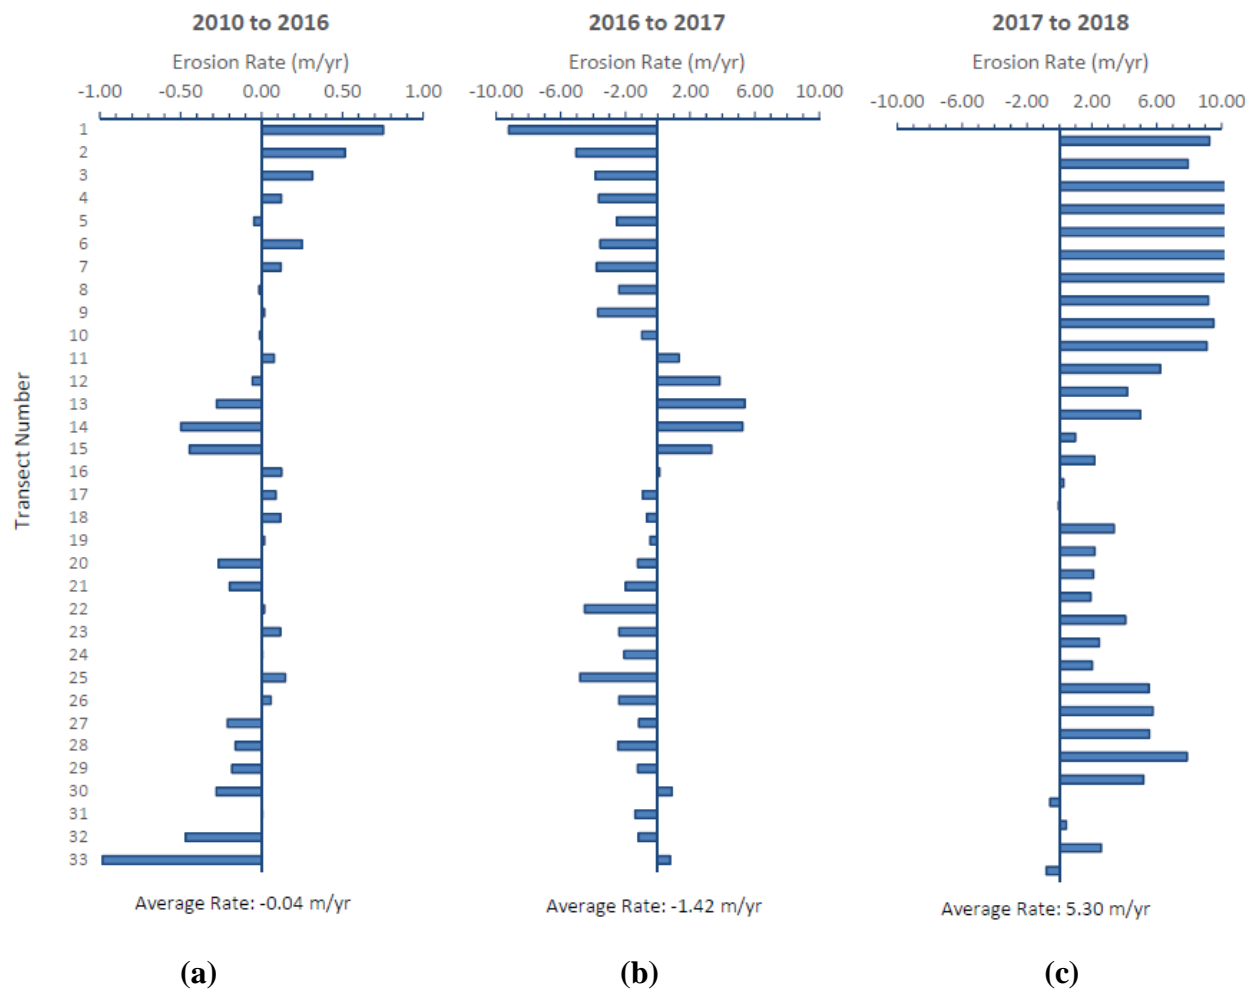 2010 to 2016
Erosion Rate (m/yr)
-1.00 -0.50 0.00 0.50 1.00
1
2
3
4
5
6
7
8
9
10
11
12
13
14
15
16
17
18
19
20
21
22
23
24
25
26
27
28
29
30
31
32
33
Transect Number
Average Rate: -0.04 m/yr
(a)
2016 to 2017
Erosion Rate (m/yr)
-10.00 -6.00 -2.00 2.00 6.00 10.00
Average Rate: -1.42 m/yr
(b)
2017 to 2018
Erosion Rate (m/yr)
-10.00 -6.00 -2.00 2.00 6.00 10.00
Average Rate: 5.30 m/yr
(c)